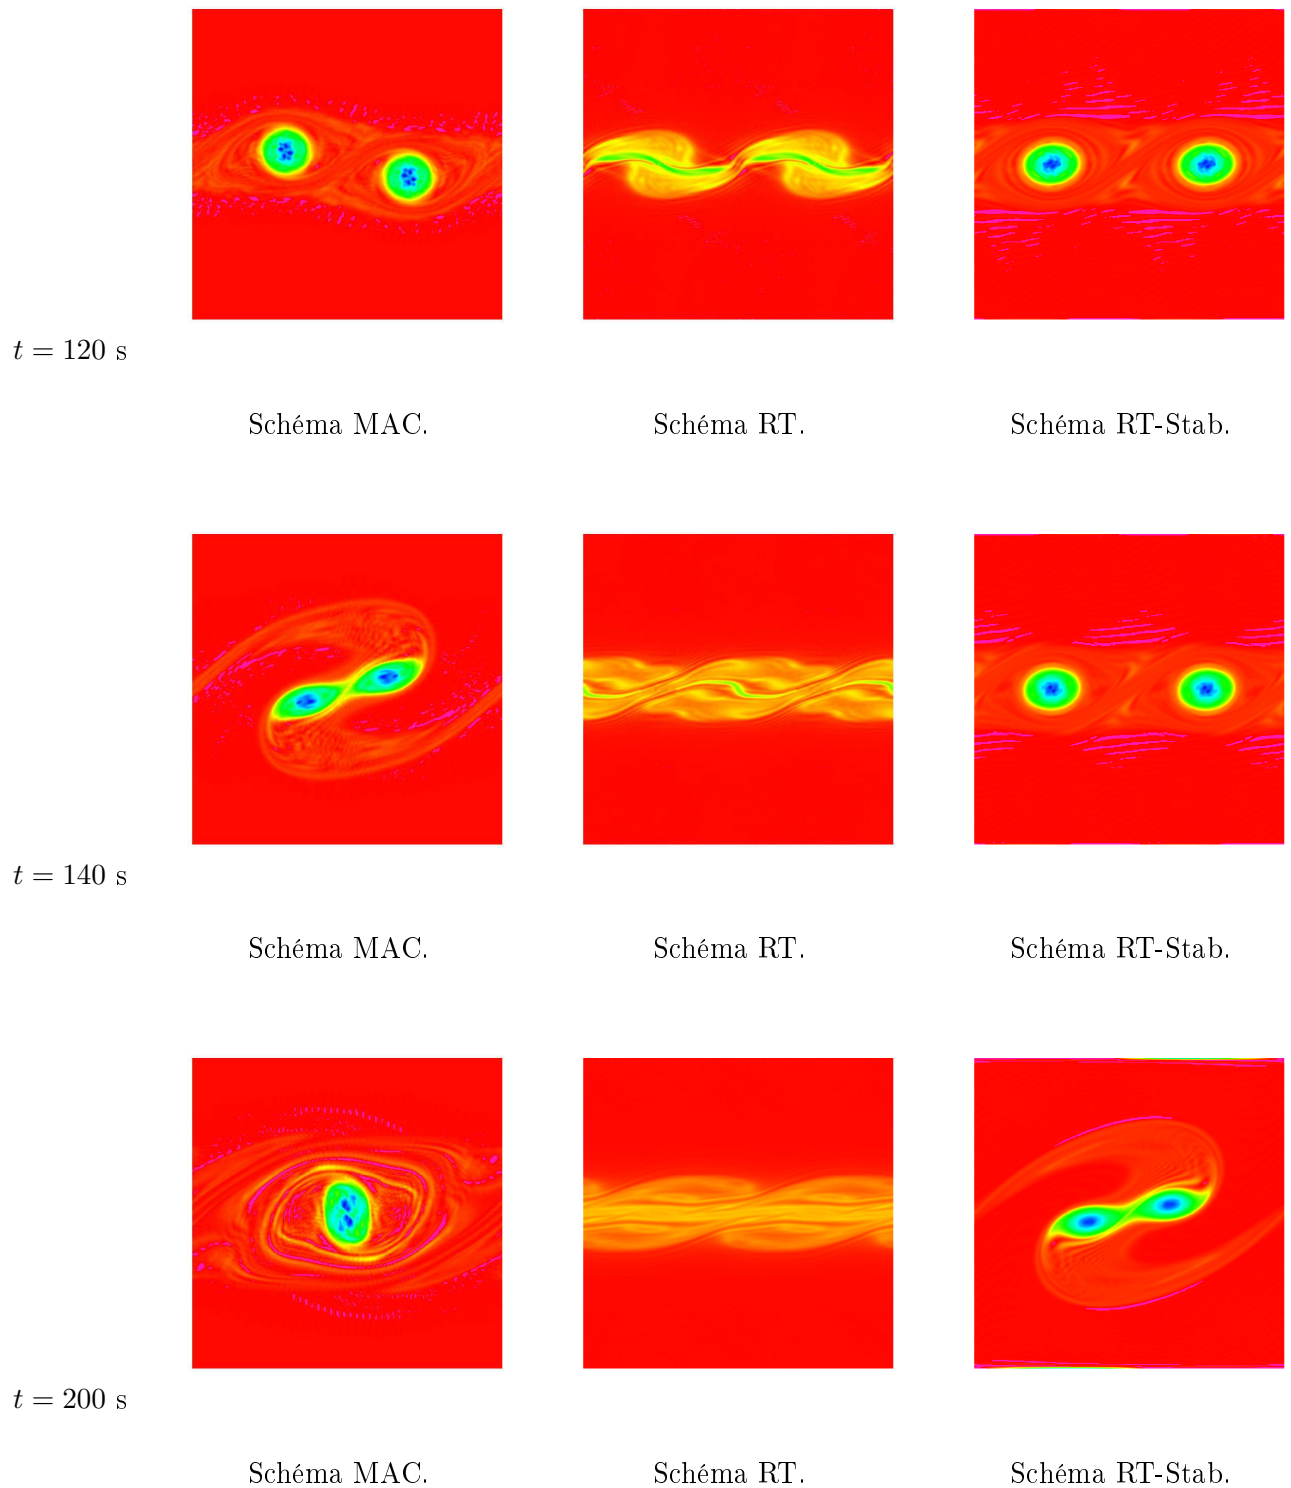 t = 120 s
Schéma MAC. Schéma RT. Schéma RT-Stab.
t = 140 s
Schéma MAC. Schéma RT. Schéma RT-Stab.
t = 200 s
Schéma MAC. Schéma RT. Schéma RT-Stab.